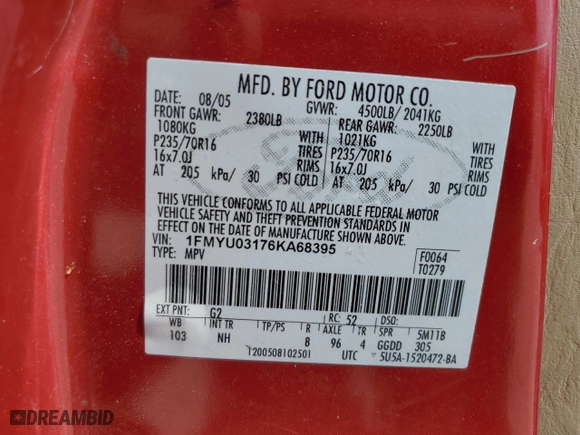 MFD. BY FORD MOTOR CO.
DATE: 08/05 GVWR: 4500LB/ 2041KG
FRONT GAWR: 2380LB REAR GAWR: 2250LB
1080KG WITH 1021KG WITH
P235/70R16 TIRES P235/70R16 TIRES
16x7.0J RIMS 16x7.0J RIMS
AT 205 kPa/ 30 PSI COLD AT 205 kPa/ 30 PSI COLD
THIS VEHICLE CONFORMS TO ALL APPLICABLE FEDERAL MOTOR
VEHICLE SAFETY AND THEFT PREVENTION STANDARDS IN
EFFECT ON THE DATE OF MANUFACTURE SHOWN ABOVE.
VIN: 1FMYU03176KA68395
TYPE: MPV
F0064
T0279
EXT PNT: G2 RC: 52 DSO:
WB INT TR TP/PS R AXLE TR SPR 5M11B
103 NH 8 96 4 GGDD 305
T200508102501 UTC 5U5A-1520472-BA
DREAMBID